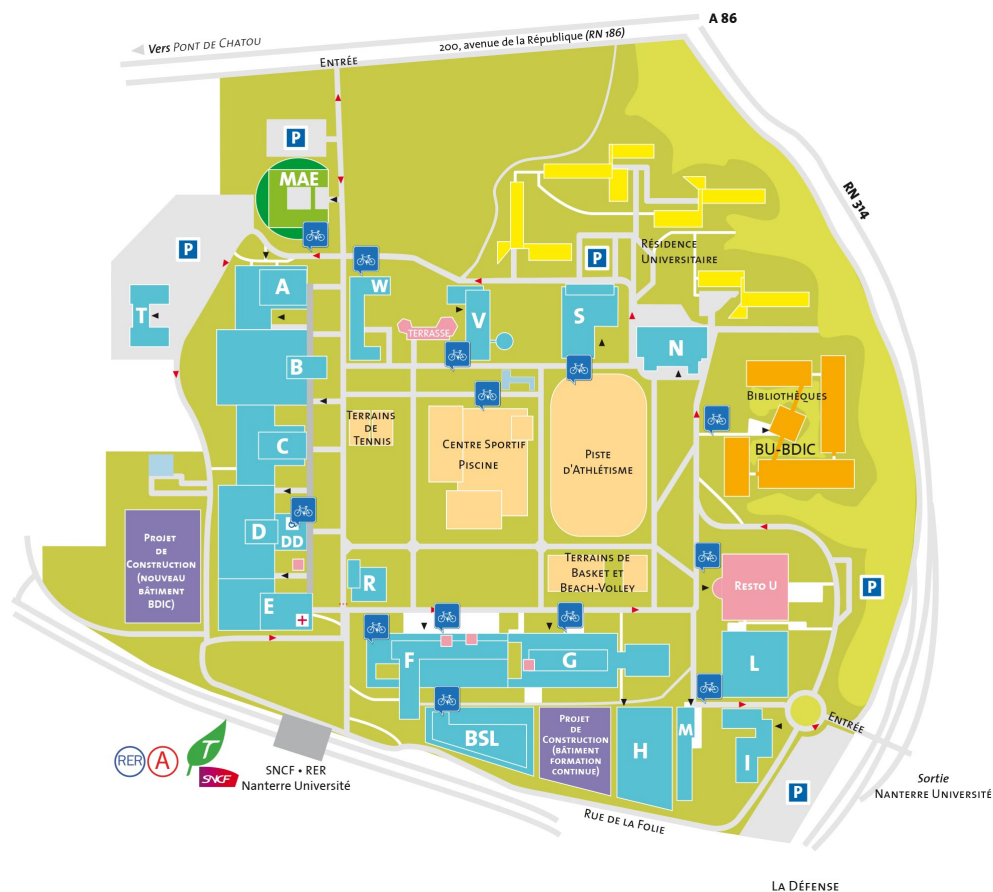 A 86
Vers Pont de Chatou
200, avenue de la République (RN 186)
Entrée
P
MAE
RN 314
P
P
Résidence
Universitaire
A
W
T
V
S
Terrasse
N
B
Bibliothèques
BU-BDIC
Terrains
de
Tennis
Centre Sportif
Piscine
Piste
d'Athlétisme
C
D
DD
Projet
de
Construction
(nouveau
bâtiment
BDIC)
Terrains de
Basket et
Beach-Volley
R
Resto U
P
E
F
G
L
BSL
Projet
de
Construction
(bâtiment
formation
continue)
H
M
I
Entrée
RER
A
T
SNCF
SNCF • RER
Nanterre Université
P
Sortie
Nanterre Université
Rue de la Folie
La Défense